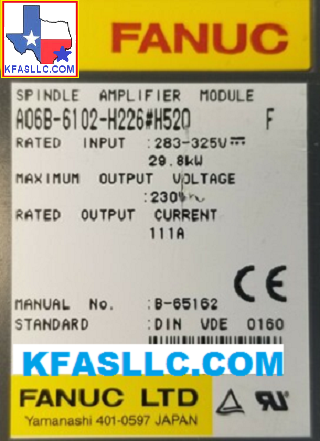 FANUC
TEXAS
KFASLLC.COM
SPINDLE AMPLIFIER MODULE
A06B-6102-H226#H520 F
RATED INPUT :283-325V⎓
29.8kW
MAXIMUM OUTPUT VOLTAGE
:230V~
RATED OUTPUT CURRENT
111A
CE
MANUAL No. :B-65162
STANDARD :DIN VDE 0160
KFASLLC.COM
FANUC LTD
Yamanashi 401-0597 JAPAN